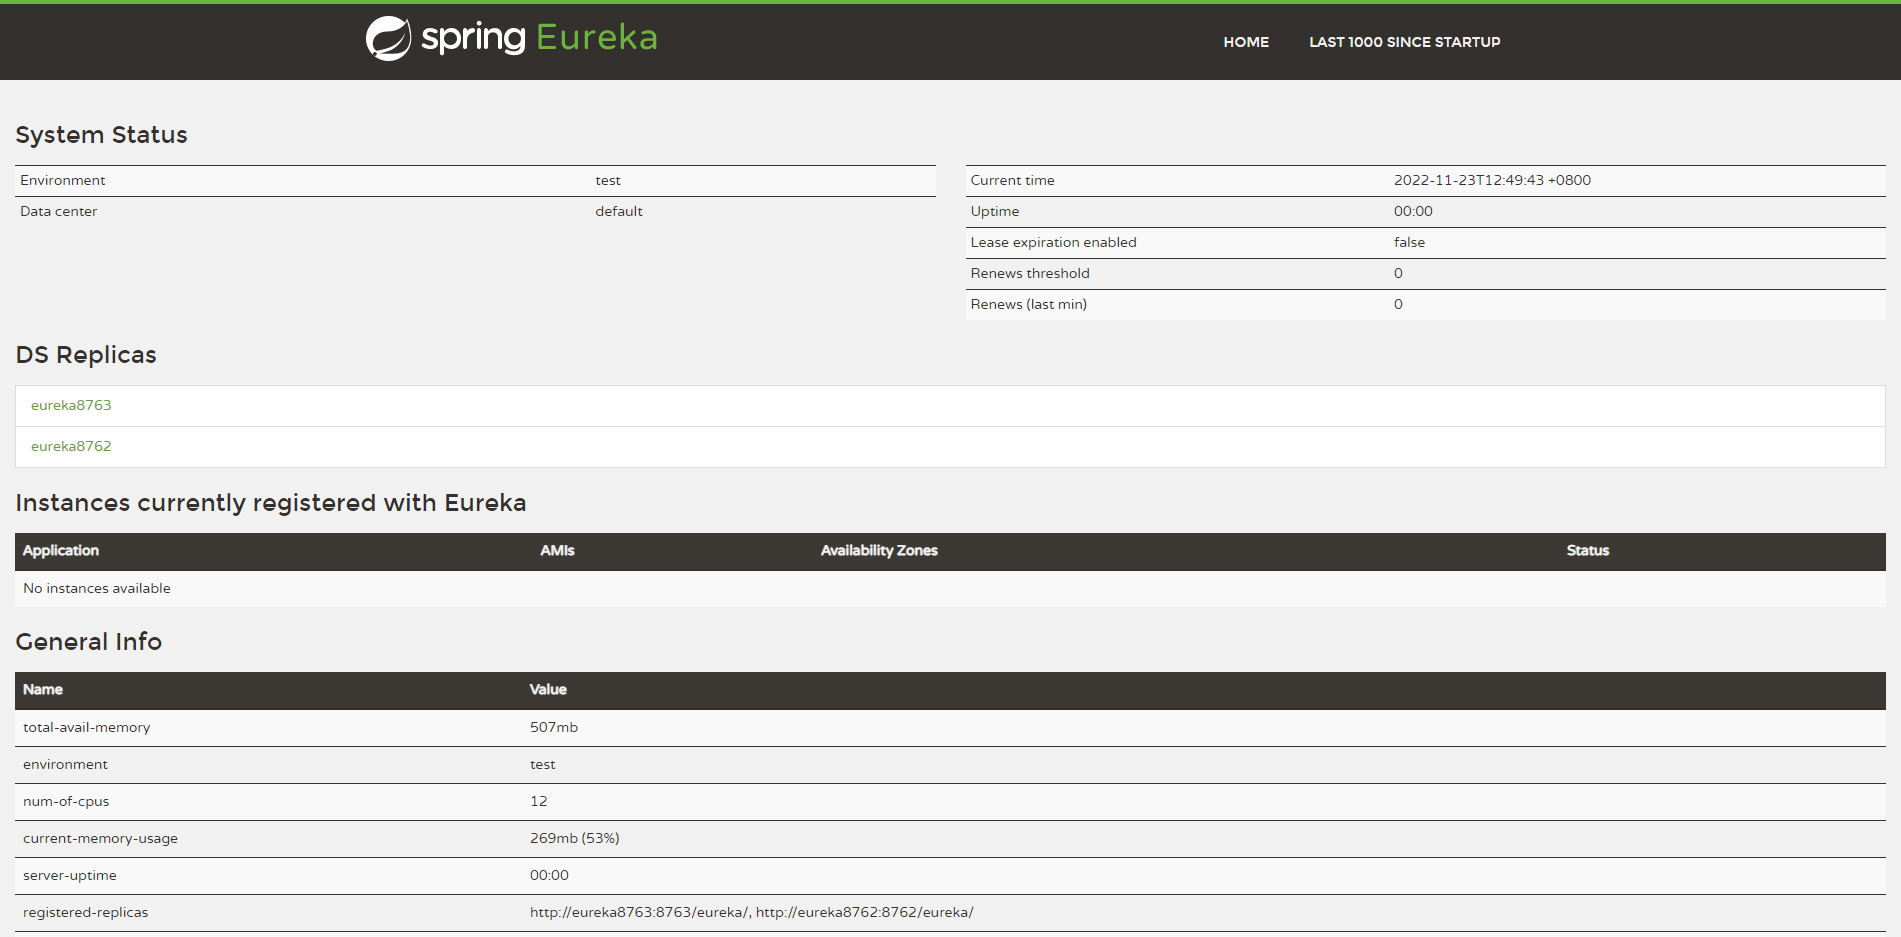 spring Eureka
HOME LAST 1000 SINCE STARTUP
System Status
Environment test
Data center default
Current time 2022-11-23T12:49:43 +0800
Uptime 00:00
Lease expiration enabled false
Renews threshold 0
Renews (last min) 0
DS Replicas
eureka8763
eureka8762
Instances currently registered with Eureka
Application AMIs Availability Zones Status
No instances available
General Info
Name Value
total-avail-memory 507mb
environment test
num-of-cpus 12
current-memory-usage 269mb (53%)
server-uptime 00:00
registered-replicas http://eureka8763:8763/eureka/, http://eureka8762:8762/eureka/